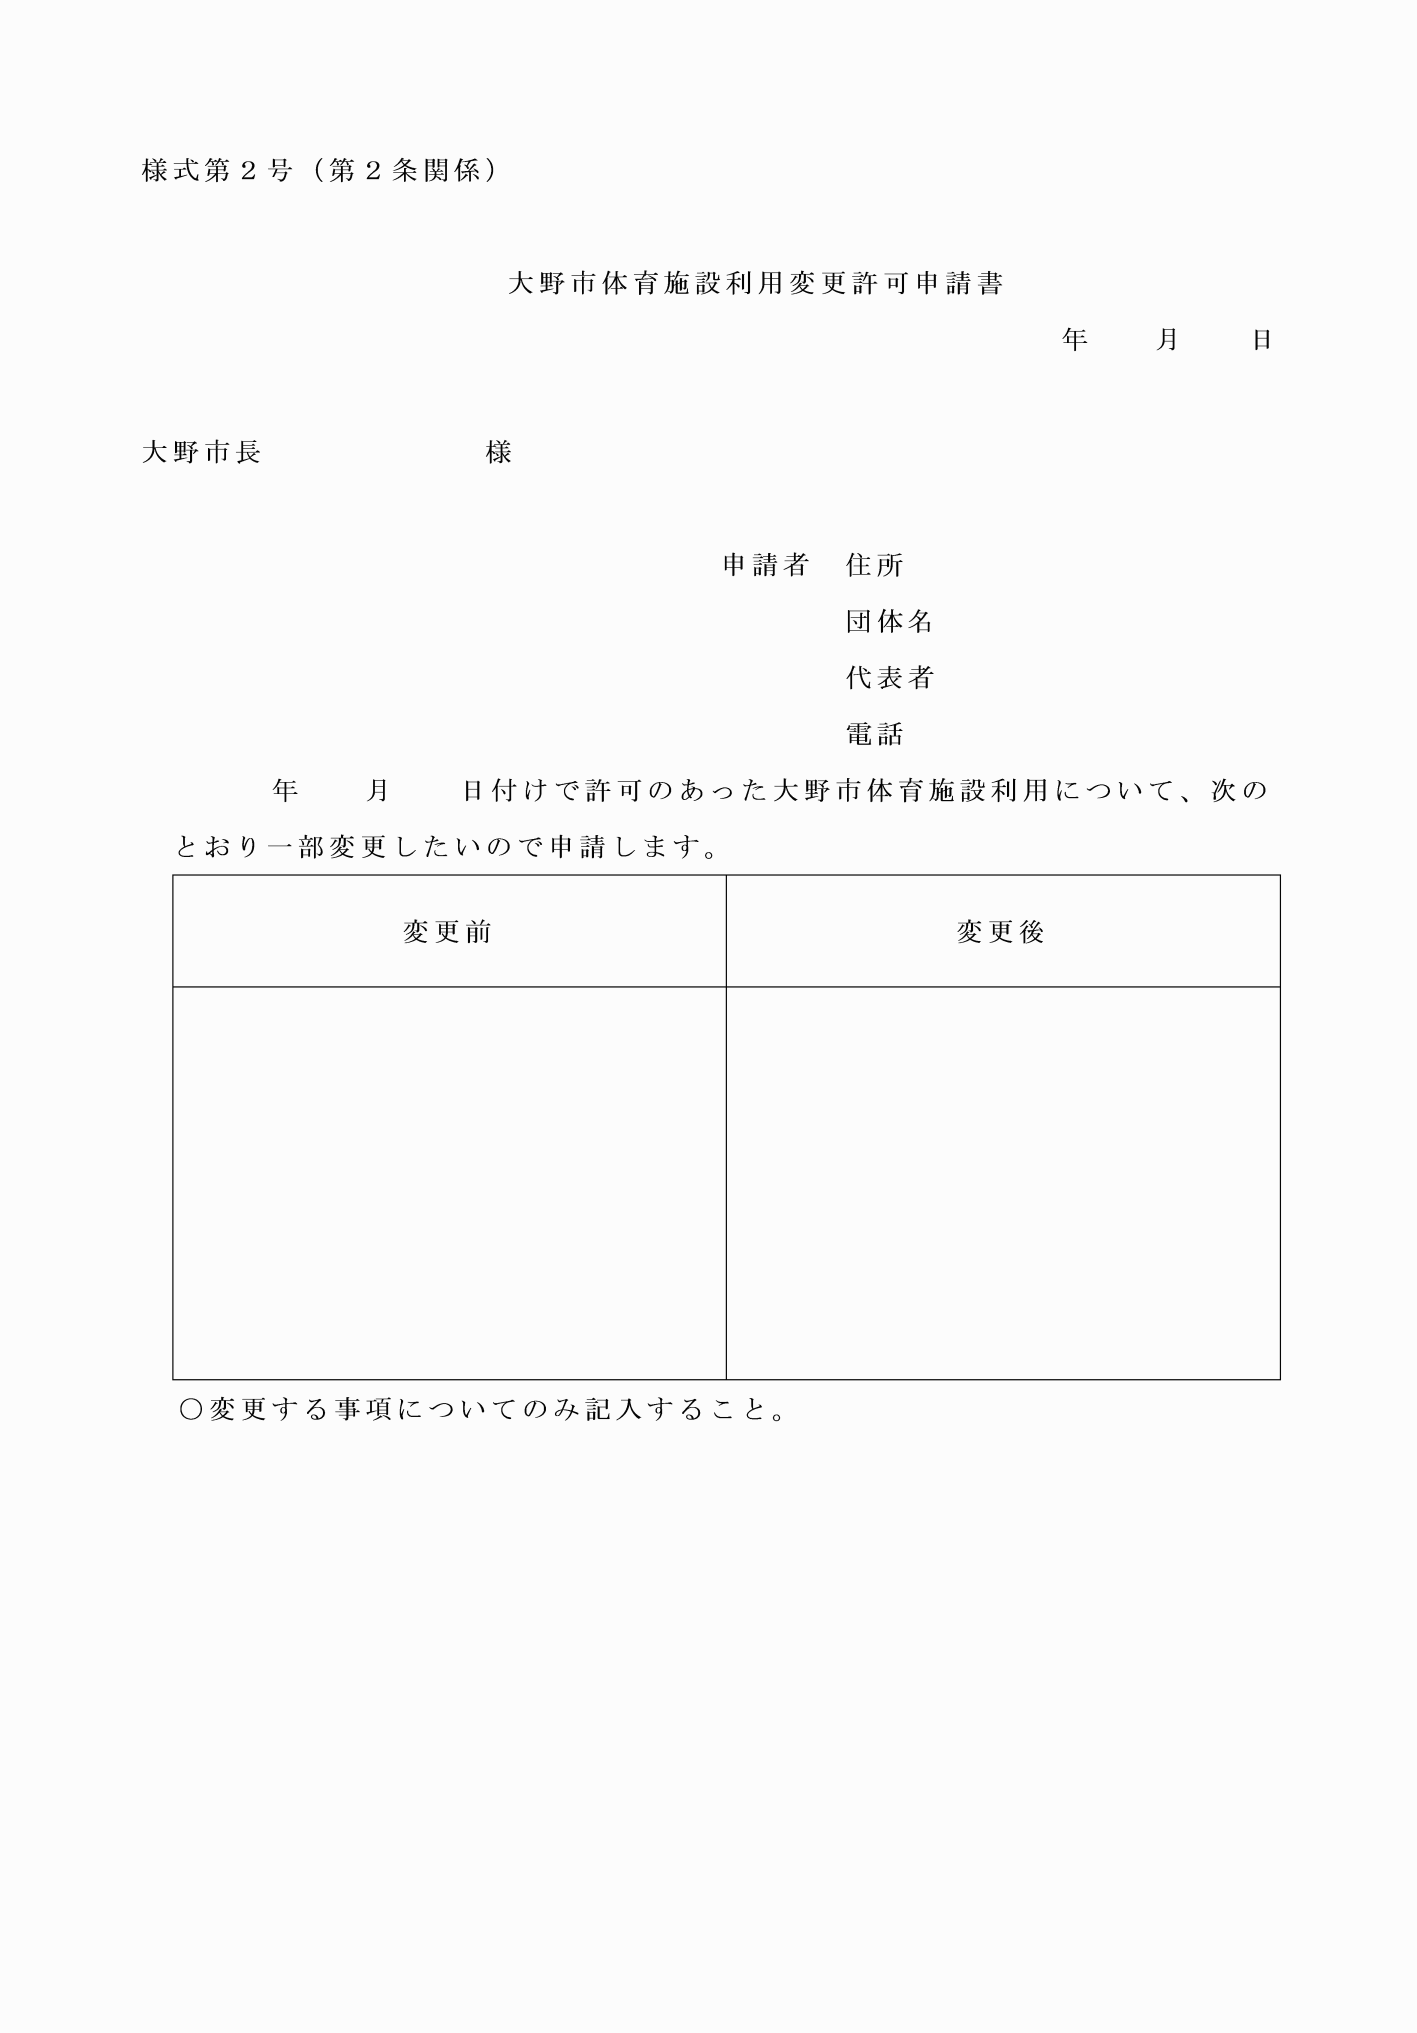 様式第２号（第２条関係）
大野市体育施設利用変更許可申請書
年　　月　　日
大野市長　　　　　　　様
申請者　住所
団体名
代表者
電話
年　　月　　日付けで許可のあった大野市体育施設利用について、次の
とおり一部変更したいので申請します。
変更前　変更後
〇変更する事項についてのみ記入すること。